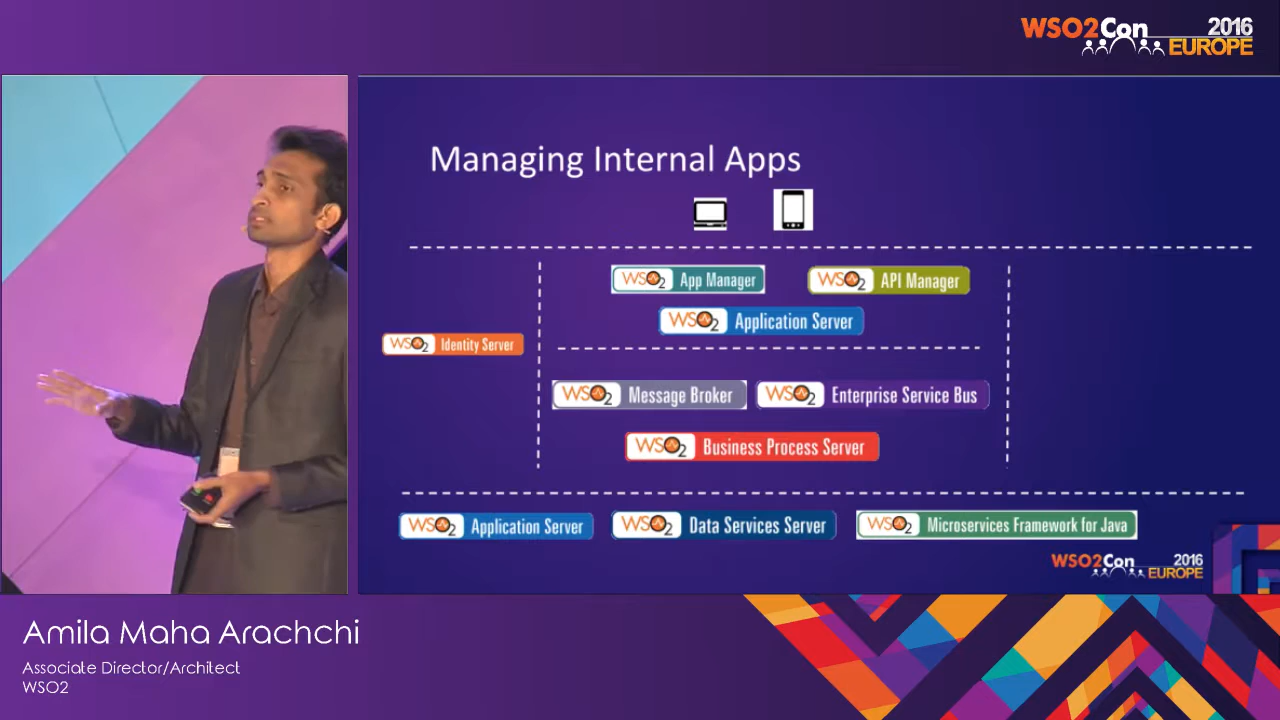 WSO2Con 2016
EUROPE
Managing Internal Apps
WSO2 App Manager
WSO2 API Manager
WSO2 Application Server
WSO2 Identity Server
WSO2 Message Broker
WSO2 Enterprise Service Bus
WSO2 Business Process Server
WSO2 Application Server
WSO2 Data Services Server
WSO2 Microservices Framework for Java
WSO2Con 2016
EUROPE
Amila Maha Arachchi
Associate Director/Architect
WSO2